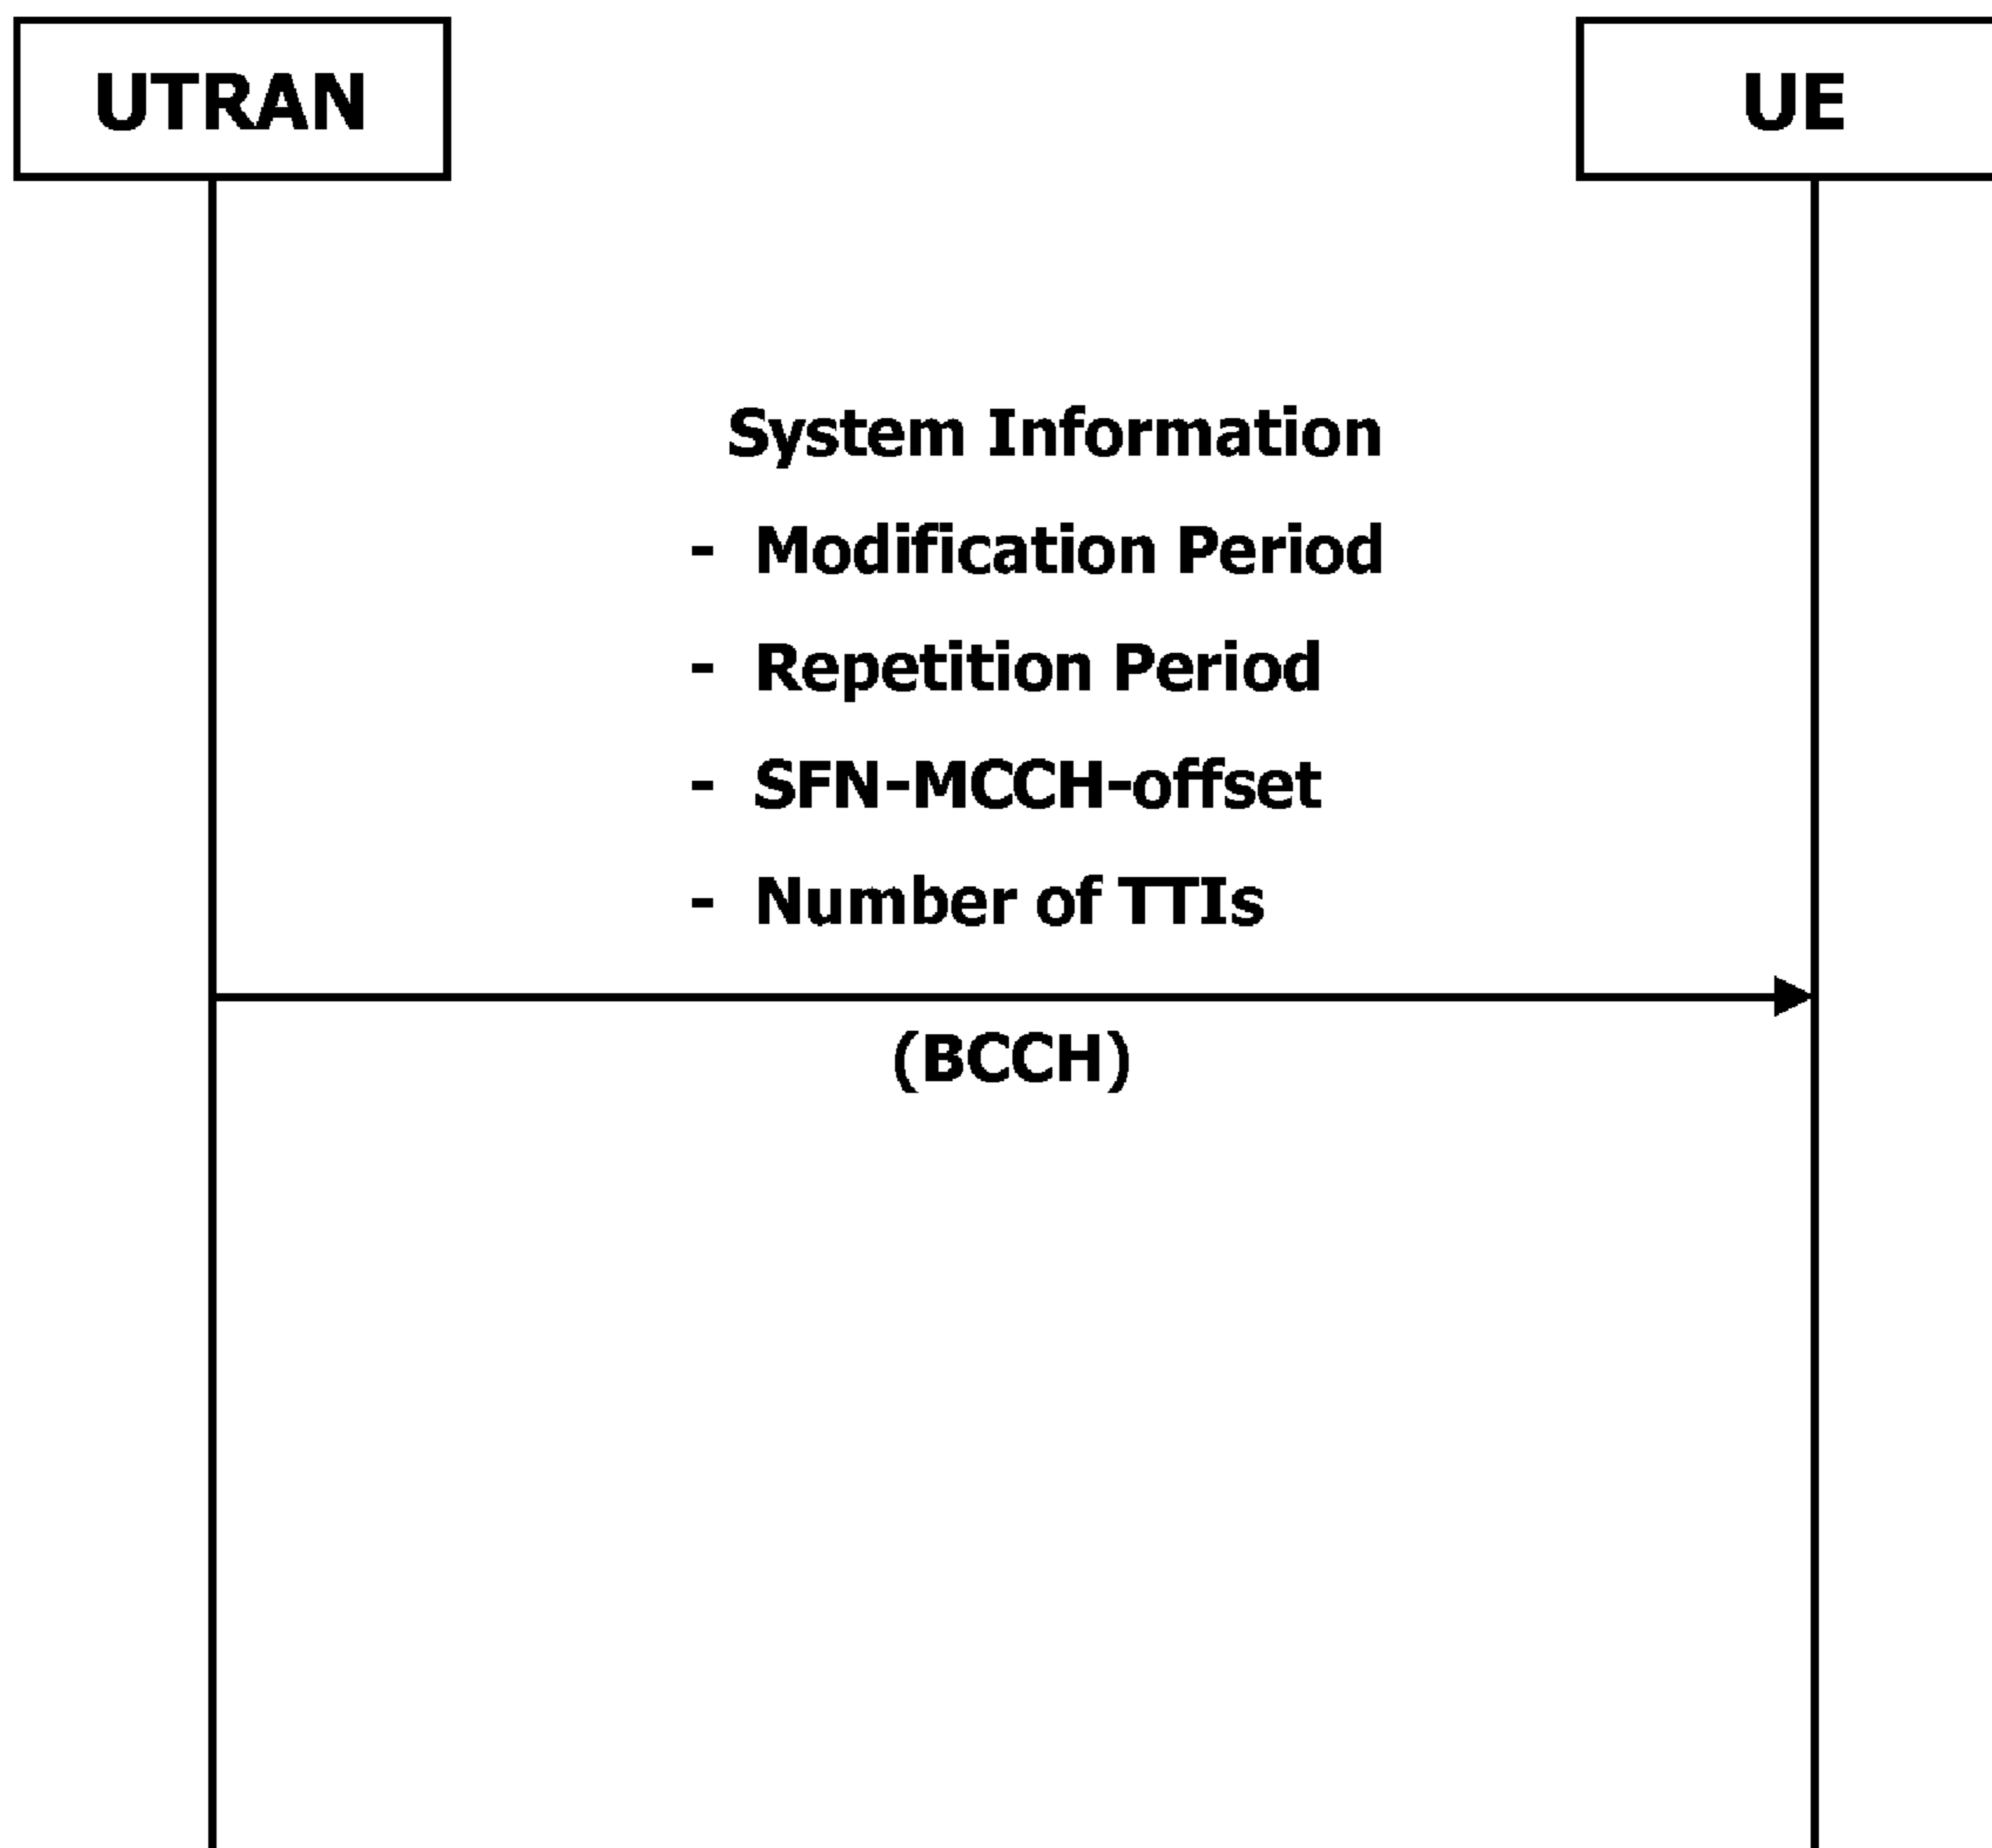 UTRAN
UE
System Information
- Modification Period
- Repetition Period
- SFN-MCCH-offset
- Number of TTIs
(BCCH)